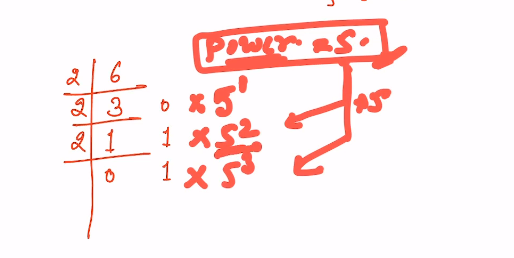 Power = 5.
2 6
2 3 0 × 5¹
2 1 1 × 5²
0 1 × 5³
×5